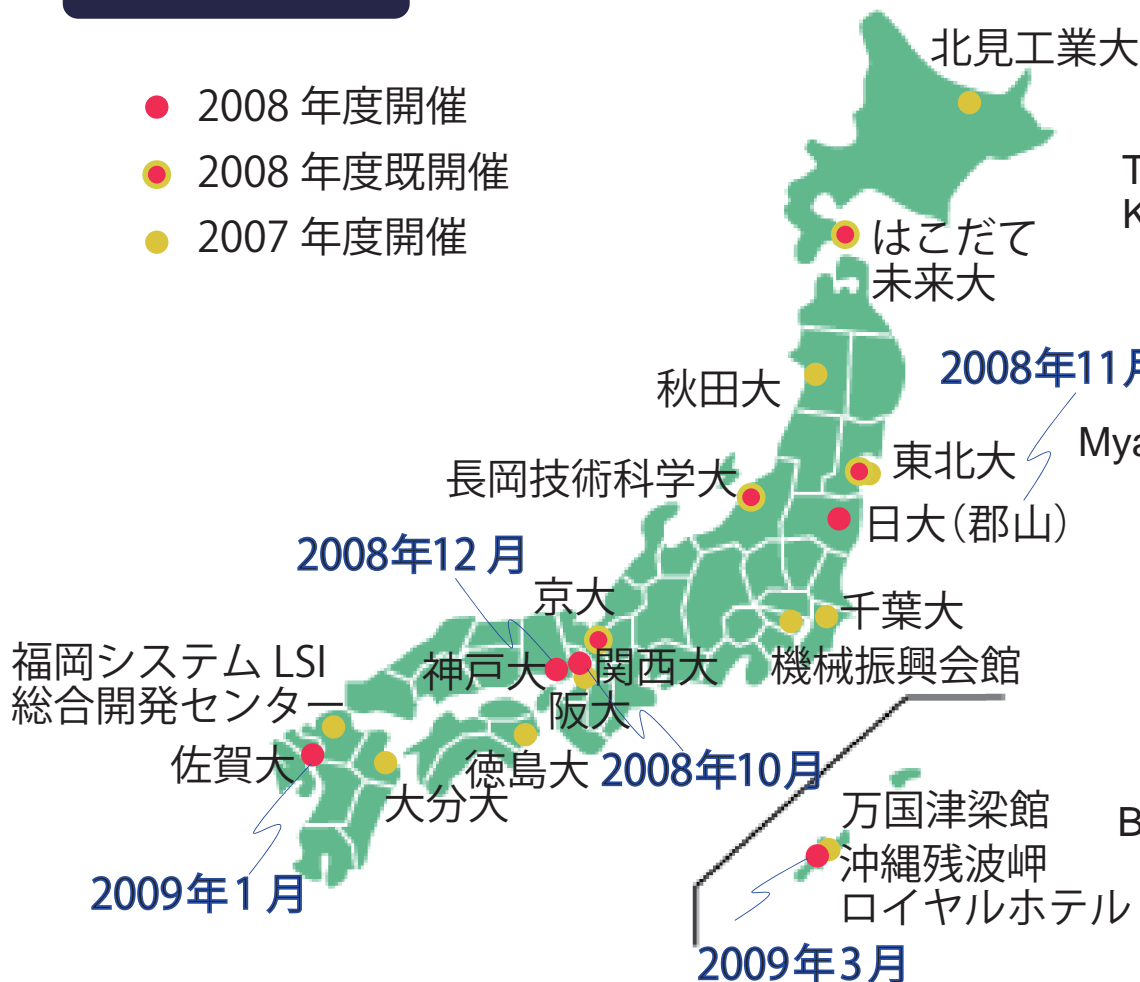 北見工業大
2008 年度開催
2008 年度既開催
2007 年度開催
はこだて
未来大
2008年11月
秋田大
東北大
長岡技術科学大
日大（郡山）
2008年12 月
京大
千葉大
福岡システム LSI
総合開発センター
神戸大
関西大
機械振興会館
阪大
佐賀大
徳島大
2008年10月
大分大
万国津梁館
沖縄残波岬
ロイヤルホテル
2009年 1 月
2009年 3 月
T
K
Mya
B